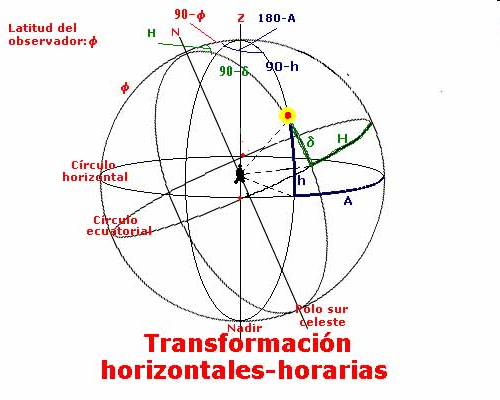 Latitud del
observador:ϕ
90-ϕ
Z
180-A
H
N
90-h
90-δ
ϕ
δ
H
Círculo
horizontal
h
A
Círculo
ecuatorial
Polo sur
celeste
Nadir
Transformación
horizontales-horarias